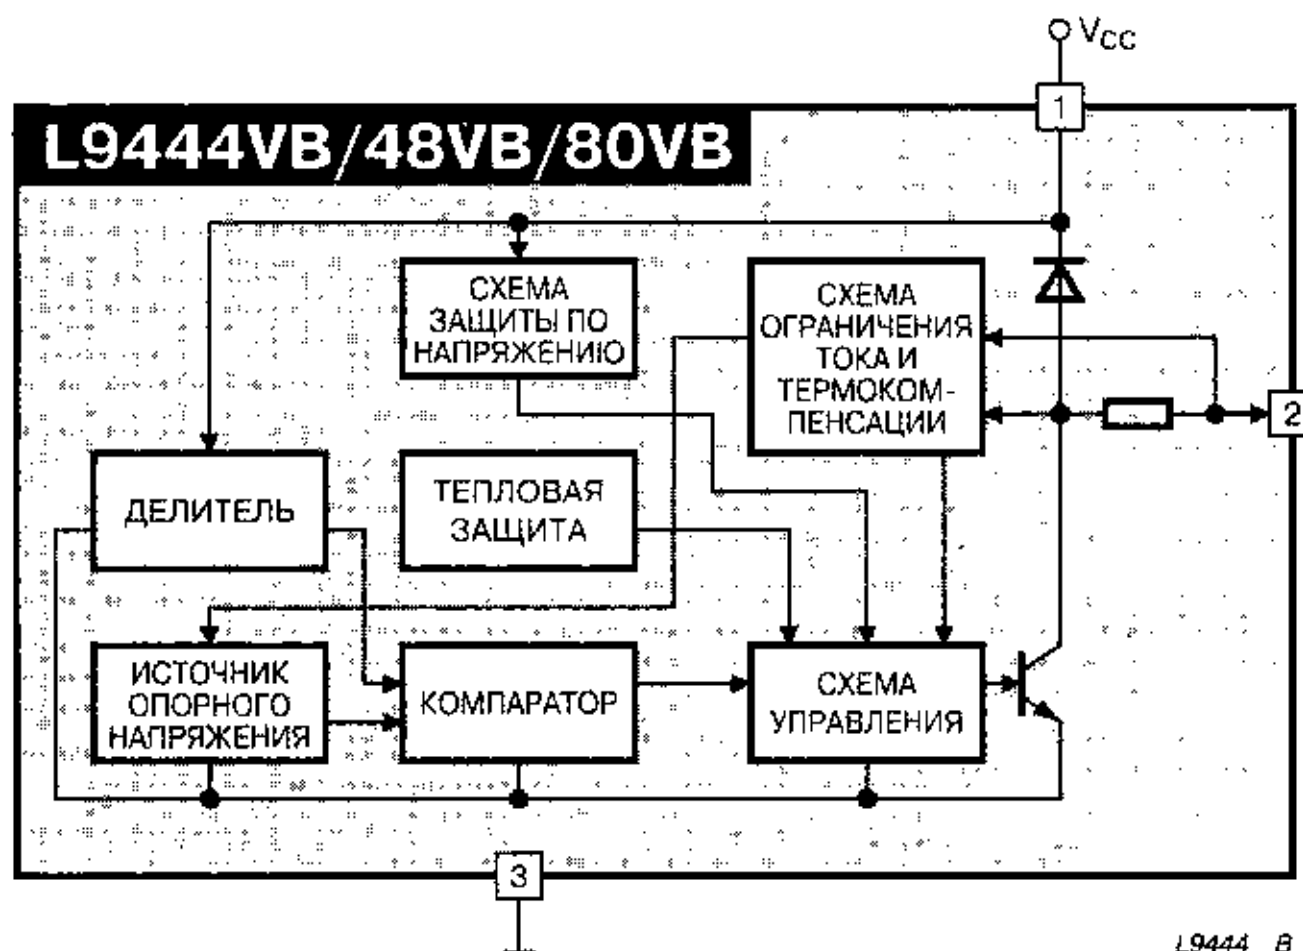 VCC
1
L9444VB/48VB/80VB
СХЕМА
ЗАЩИТЫ ПО
НАПРЯЖЕНИЮ
СХЕМА
ОГРАНИЧЕНИЯ
ТОКА И
ТЕРМОКОМ-
ПЕНСАЦИИ
2
ДЕЛИТЕЛЬ
ТЕПЛОВАЯ
ЗАЩИТА
ИСТОЧНИК
ОПОРНОГО
НАПРЯЖЕНИЯ
КОМПАРАТОР
СХЕМА
УПРАВЛЕНИЯ
3
L9444 B